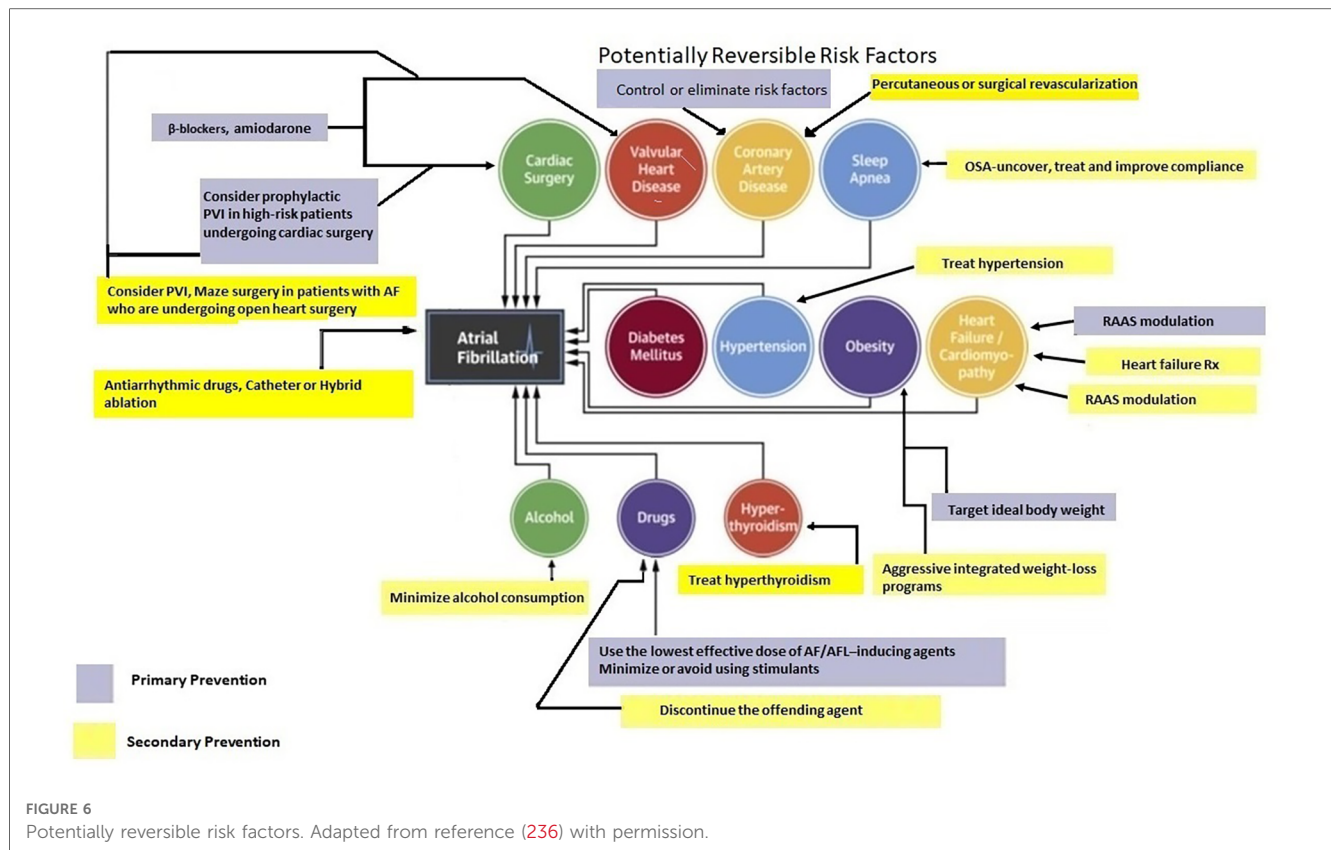 Potentially Reversible Risk Factors
Control or eliminate risk factors
Percutaneous or surgical revascularization
β-blockers, amiodarone
Cardiac
Surgery
Valvular
Heart
Disease
Coronary
Artery
Disease
Sleep
Apnea
OSA-uncover, treat and improve compliance
Consider prophylactic
PVI in high-risk patients
undergoing cardiac surgery
Consider PVI, Maze surgery in patients with AF
who are undergoing open heart surgery
Treat hypertension
Atrial
Fibrillation
Diabetes
Mellitus
Hypertension
Obesity
Heart
Failure /
Cardiomyo-
pathy
RAAS modulation
Heart failure Rx
RAAS modulation
Antiarrhythmic drugs, Catheter or Hybrid
ablation
Alcohol
Drugs
Hyper-
thyroidism
Target ideal body weight
Minimize alcohol consumption
Treat hyperthyroidism
Aggressive integrated weight-loss
programs
Use the lowest effective dose of AF/AFL–inducing agents
Minimize or avoid using stimulants
Discontinue the offending agent
Primary Prevention
Secondary Prevention
FIGURE 6
Potentially reversible risk factors. Adapted from reference (236) with permission.